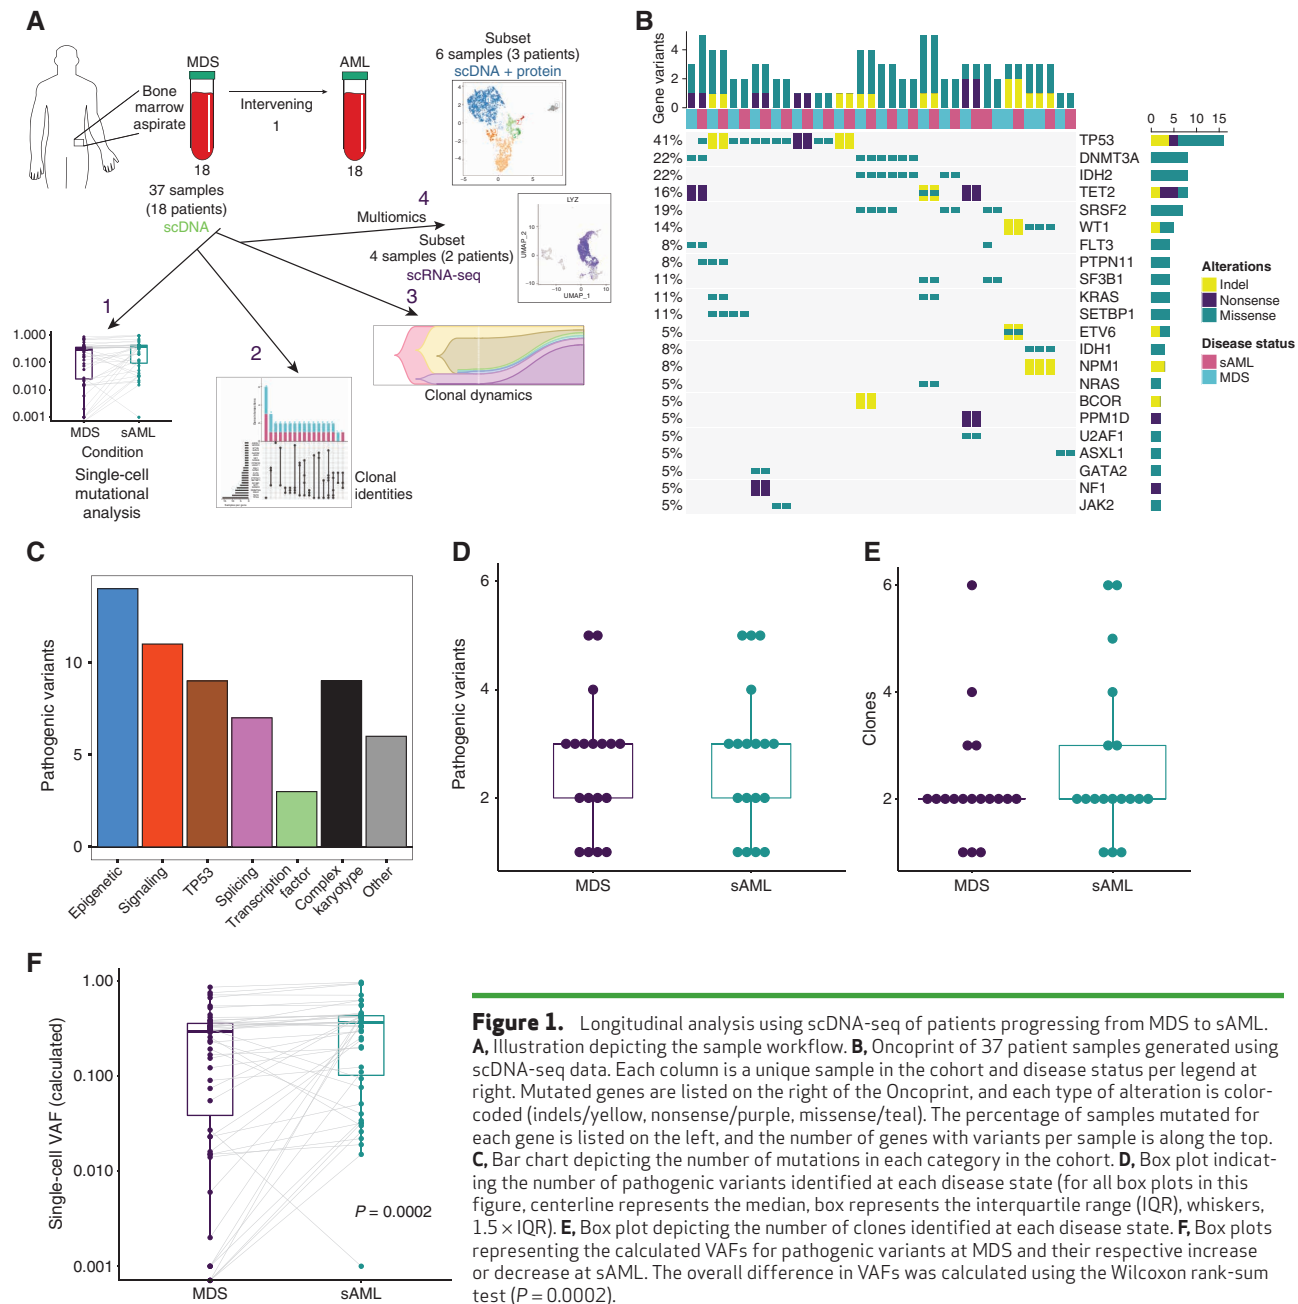 A
MDS
AML
Bone
marrow
aspirate
Intervening
1
18
18
37 samples
(18 patients)
scDNA
Subset
6 samples (3 patients)
scDNA + protein
4
2
0
−2
−4
−5
0
5
4
Multiomics
Subset
4 samples (2 patients)
scRNA-seq
LYZ
UMAP_2
10
0
−10
−10
0
10
UMAP_1
3
Clonal dynamics
1
1.000
0.100
0.010
0.001
MDS
sAML
Condition
Single-cell
mutational
analysis
2
Clonal
identities
B
Gene variants
4
2
0
0 5 10 15
41% TP53
22% DNMT3A
22% IDH2
16% TET2
19% SRSF2
14% WT1
8% FLT3
8% PTPN11
11% SF3B1
11% KRAS
11% SETBP1
5% ETV6
8% IDH1
8% NPM1
5% NRAS
5% BCOR
5% PPM1D
5% U2AF1
5% ASXL1
5% GATA2
5% NF1
5% JAK2
Alterations
Indel
Nonsense
Missense
Disease status
sAML
MDS
C
Pathogenic variants
10
5
0
Epigenetic
Signaling
TP53
Splicing
Transcription
factor
Complex
karyotype
Other
D
Pathogenic variants
6
4
2
MDS
sAML
E
Clones
6
4
2
MDS
sAML
F
Single-cell VAF (calculated)
1.00
0.100
0.010
0.001
P = 0.0002
MDS
sAML
Figure 1. Longitudinal analysis using scDNA-seq of patients progressing from MDS to sAML.
A, Illustration depicting the sample workflow. B, Oncoprint of 37 patient samples generated using
scDNA-seq data. Each column is a unique sample in the cohort and disease status per legend at
right. Mutated genes are listed on the right of the Oncoprint, and each type of alteration is color-
coded (indels/yellow, nonsense/purple, missense/teal). The percentage of samples mutated for
each gene is listed on the left, and the number of genes with variants per sample is along the top.
C, Bar chart depicting the number of mutations in each category in the cohort. D, Box plot indicat-
ing the number of pathogenic variants identified at each disease state (for all box plots in this
figure, centerline represents the median, box represents the interquartile range (IQR), whiskers,
1.5 × IQR). E, Box plot depicting the number of clones identified at each disease state. F, Box plots
representing the calculated VAFs for pathogenic variants at MDS and their respective increase
or decrease at sAML. The overall difference in VAFs was calculated using the Wilcoxon rank-sum
test (P = 0.0002).